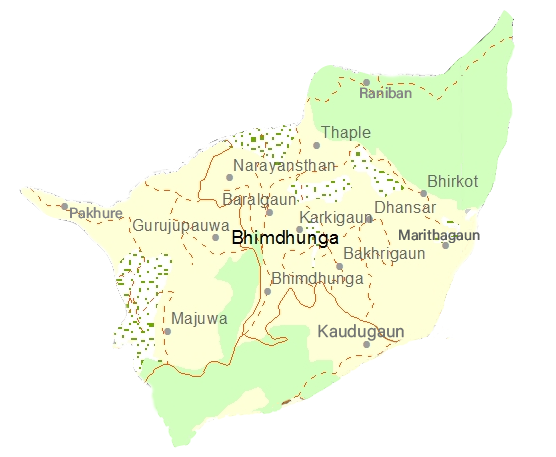 Raniban
Thaple
Narayansthan
Bhirkot
Baralgaun
Pakhure
Karkigaun
Dhansar
Gurujupauwa
Bhimdhunga
Maritbagaun
Bakhrigaun
Bhimdhunga
Majuwa
Kaudugaun